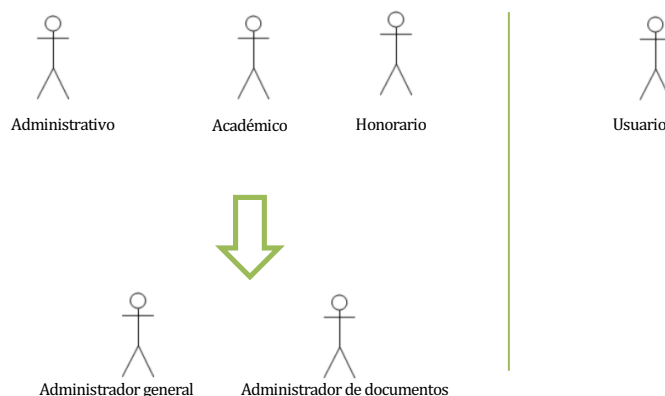 Administrativo
Académico
Honorario
Usuario
Administrador general
Administrador de documentos